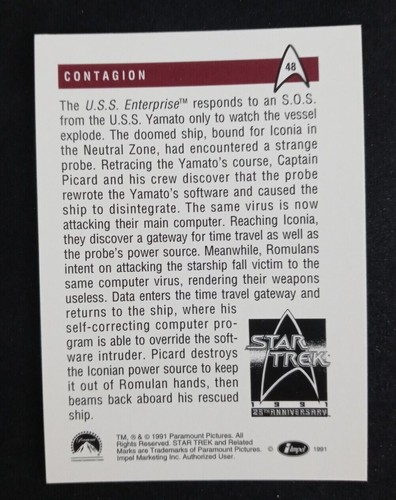 CONTAGION
48
The U.S.S. Enterprise™ responds to an S.O.S.
from the U.S.S. Yamato only to watch the vessel
explode. The doomed ship, bound for Iconia in
the Neutral Zone, had encountered a strange
probe. Retracing the Yamato's course, Captain
Picard and his crew discover that the probe
rewrote the Yamato's software and caused the
ship to disintegrate. The same virus is now
attacking their main computer. Reaching Iconia,
they discover a gateway for time travel as well as
the probe's power source. Meanwhile, Romulans
intent on attacking the starship fall victim to the
same computer virus, rendering their weapons
useless. Data enters the time travel gateway and
returns to the ship, where his
self-correcting computer pro-
gram is able to override the soft-
ware intruder. Picard destroys
the Iconian power source to keep
it out of Romulan hands, then
beams back aboard his rescued
ship.
STAR
TREK
1991
25TH ANNIVERSARY
Paramount
TM, ® & © 1991 Paramount Pictures. All
Rights Reserved. STAR TREK and Related
Marks are Trademarks of Paramount Pictures.
Impel Marketing Inc. Authorized User.
© impel 1991